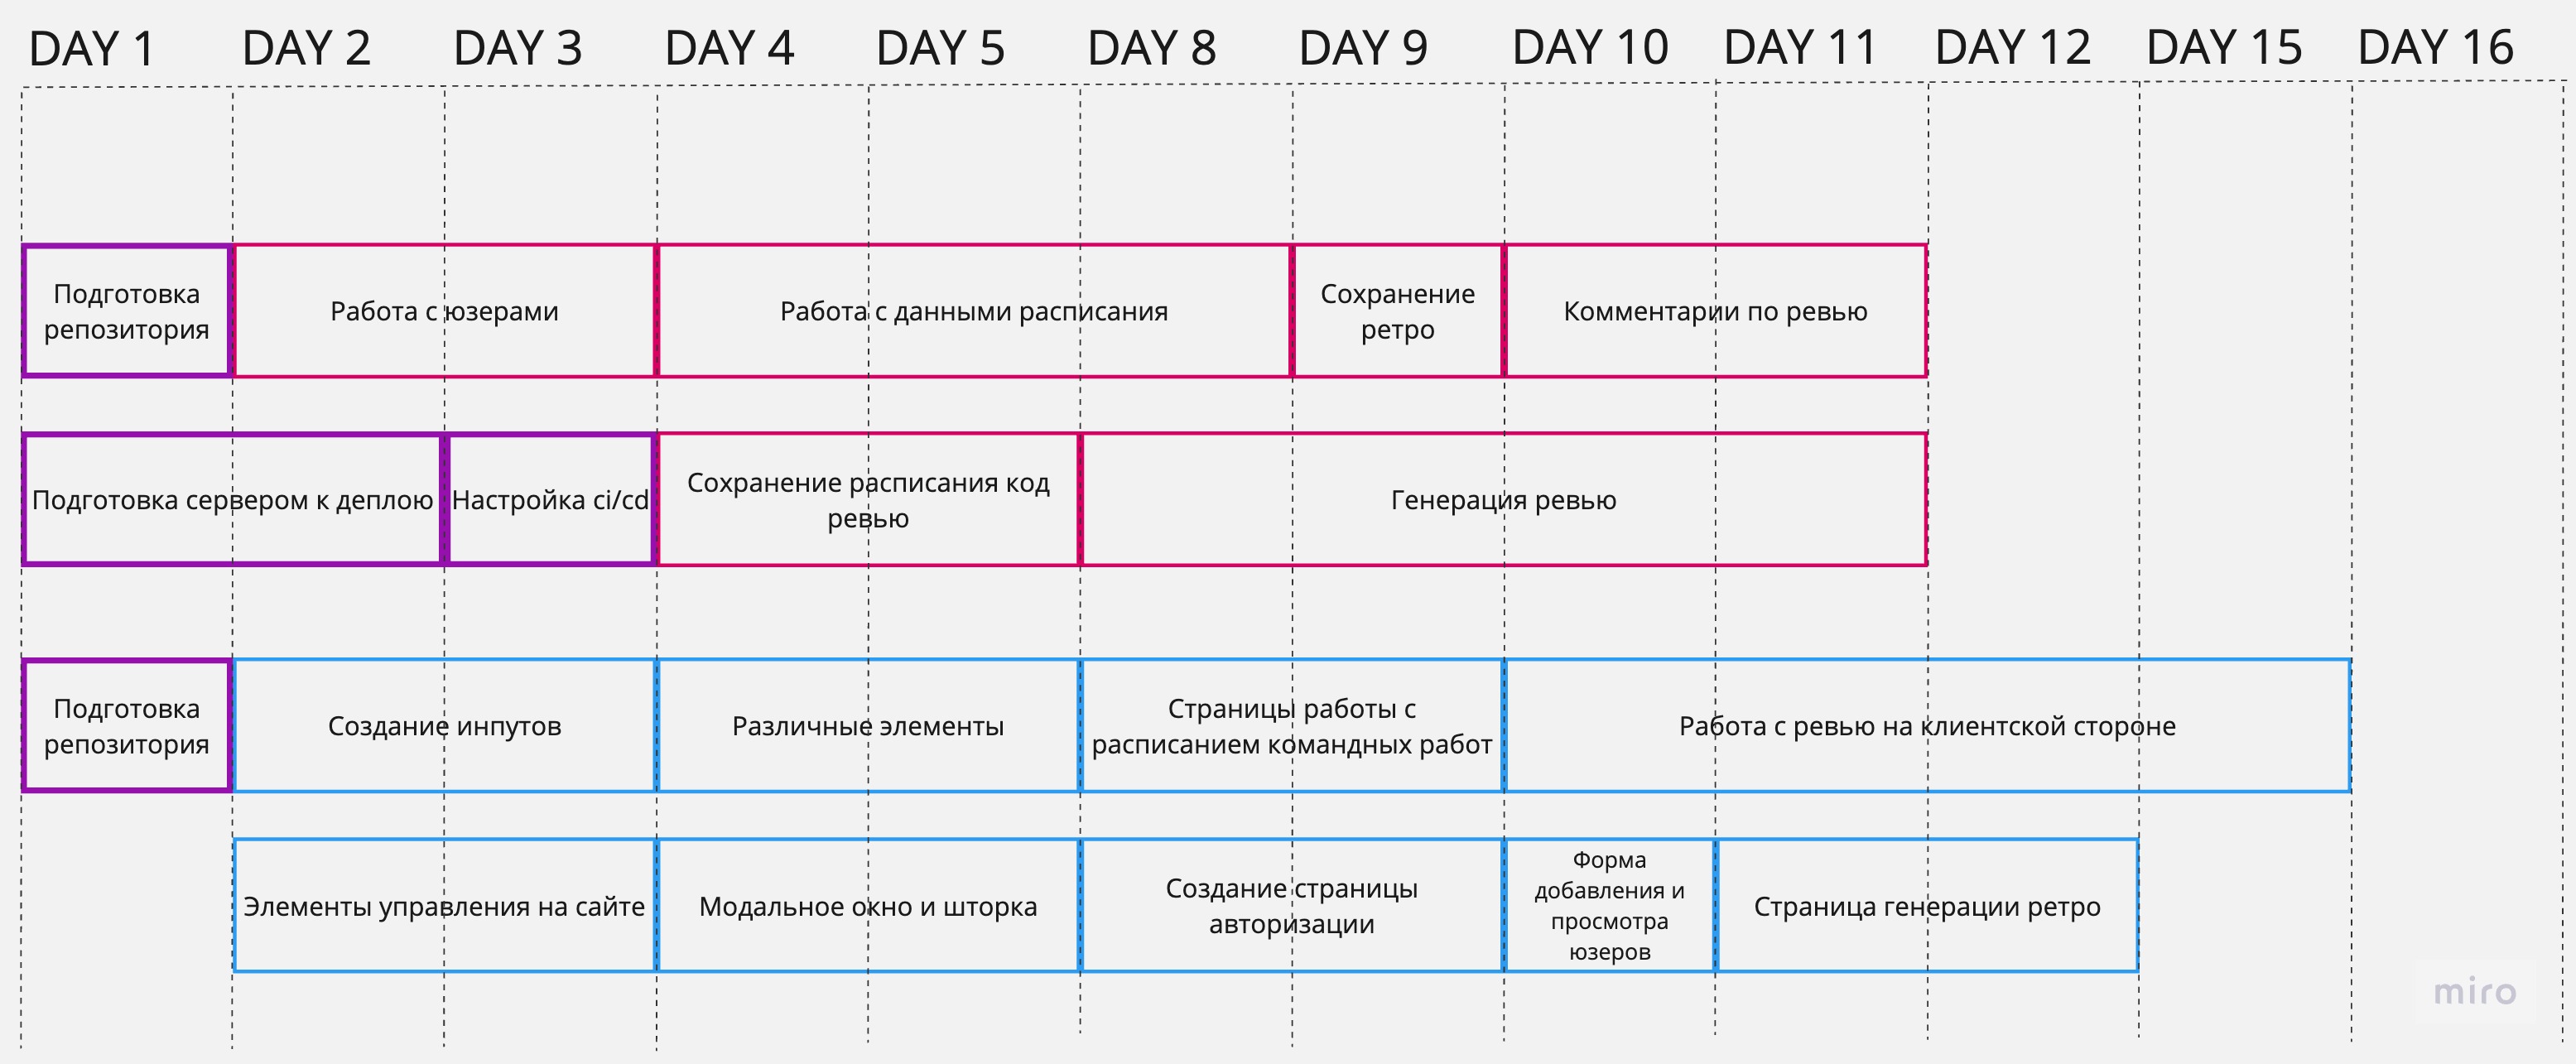 DAY 1 DAY 2 DAY 3 DAY 4 DAY 5 DAY 8 DAY 9 DAY 10 DAY 11 DAY 12 DAY 15 DAY 16
Подготовка
репозитория
Работа с юзерами
Работа с данными расписания
Сохранение
ретро
Комментарии по ревью
Подготовка сервером к деплою
Настройка ci/cd
Сохранение расписания код
ревью
Генерация ревью
Подготовка
репозитория
Создание инпутов
Различные элементы
Страницы работы с
расписанием командных работ
Работа с ревью на клиентской стороне
Элементы управления на сайте
Модальное окно и шторка
Создание страницы
авторизации
Форма
добавления и
просмотра
юзеров
Страница генерации ретро
miro